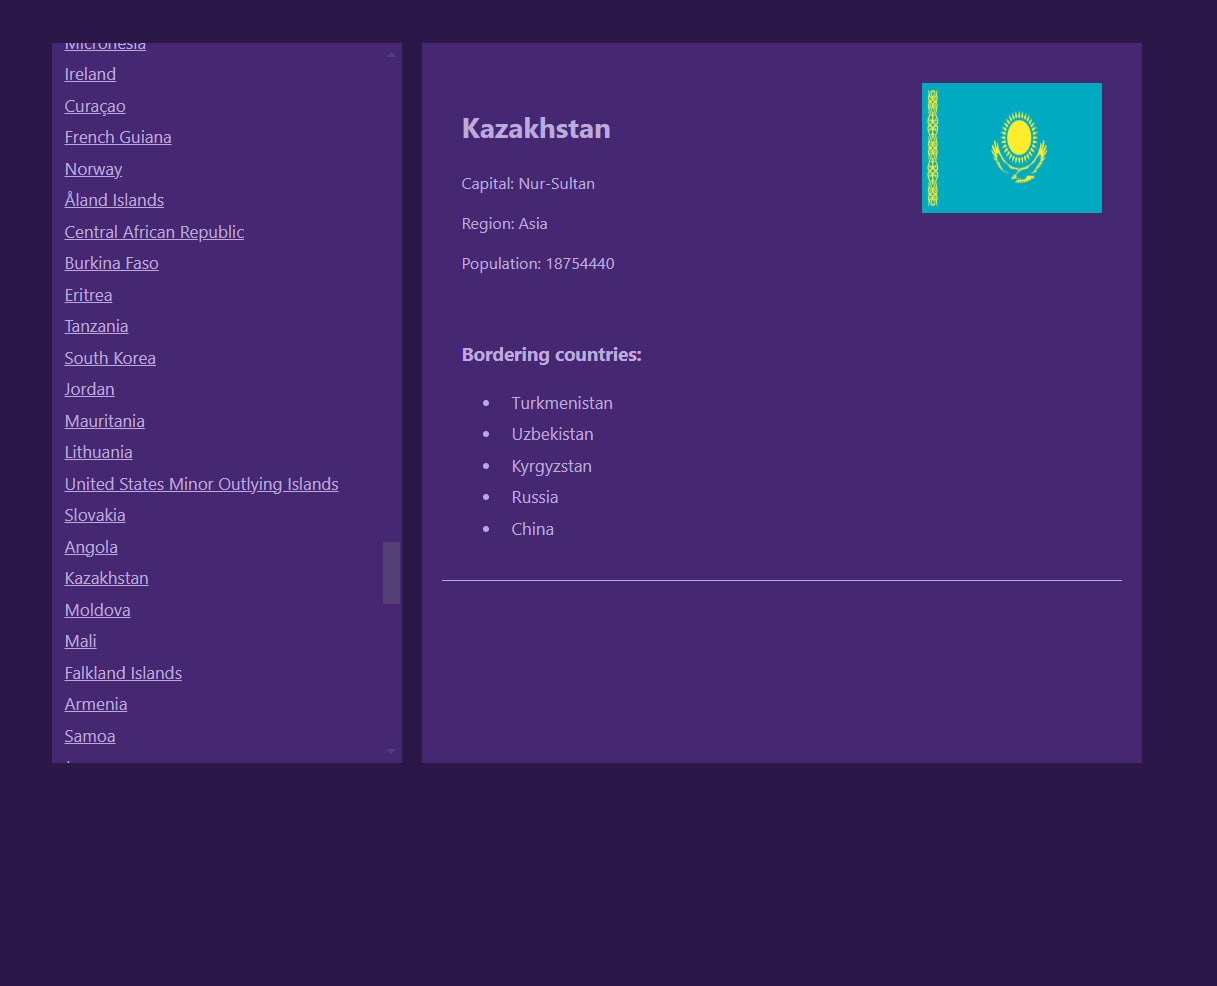 Micronesia
Ireland
Curaçao
French Guiana
Norway
Åland Islands
Central African Republic
Burkina Faso
Eritrea
Tanzania
South Korea
Jordan
Mauritania
Lithuania
United States Minor Outlying Islands
Slovakia
Angola
Kazakhstan
Moldova
Mali
Falkland Islands
Armenia
Samoa
Kazakhstan
Capital: Nur-Sultan
Region: Asia
Population: 18754440
Bordering countries:
• Turkmenistan
• Uzbekistan
• Kyrgyzstan
• Russia
• China